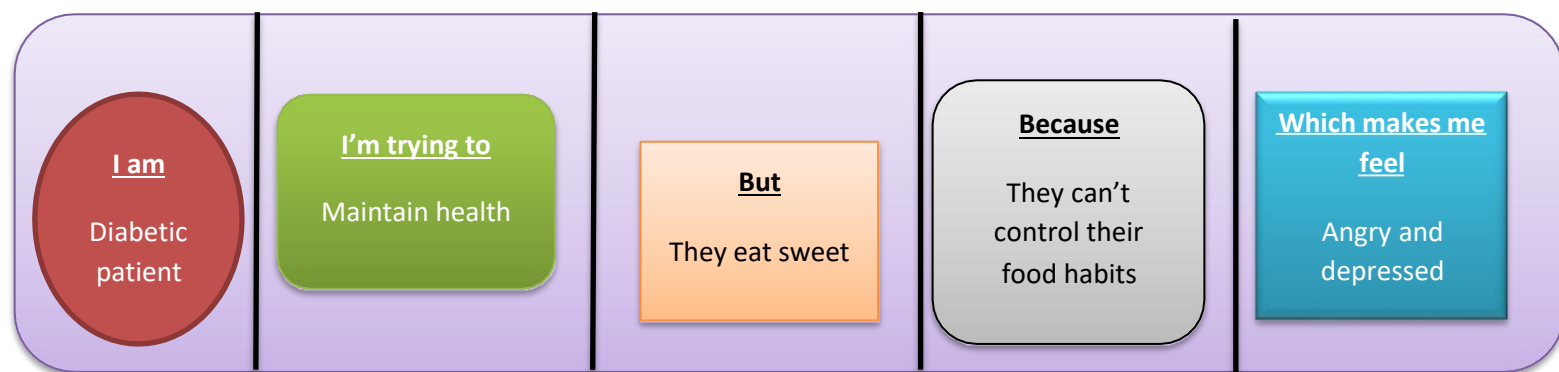 I am
Diabetic
patient
I’m trying to
Maintain health
But
They eat sweet
Because
They can’t
control their
food habits
Which makes me
feel
Angry and
depressed